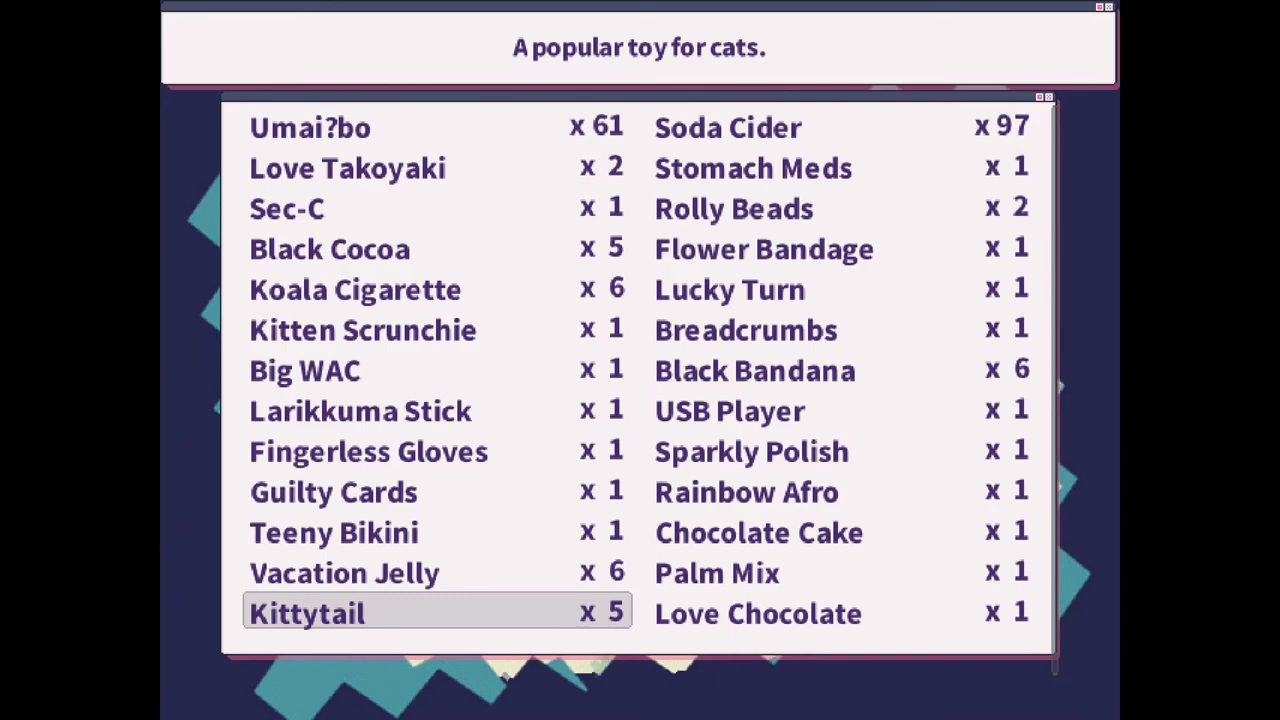 A popular toy for cats.
Umai?bo x 61 Soda Cider x 97
Love Takoyaki x 2 Stomach Meds x 1
Sec-C x 1 Rolly Beads x 2
Black Cocoa x 5 Flower Bandage x 1
Koala Cigarette x 6 Lucky Turn x 1
Kitten Scrunchie x 1 Breadcrumbs x 1
Big WAC x 1 Black Bandana x 6
Larikkuma Stick x 1 USB Player x 1
Fingerless Gloves x 1 Sparkly Polish x 1
Guilty Cards x 1 Rainbow Afro x 1
Teeny Bikini x 1 Chocolate Cake x 1
Vacation Jelly x 6 Palm Mix x 1
Kittytail x 5 Love Chocolate x 1